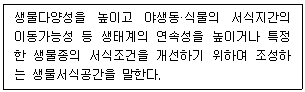 생물다양성을 높이고 야생동·식물의 서식지간의
이동가능성 등 생태계의 연속성을 높이거나 특정
한 생물종의 서식조건을 개선하기 위하여 조성하
는 생물서식공간을 말한다.